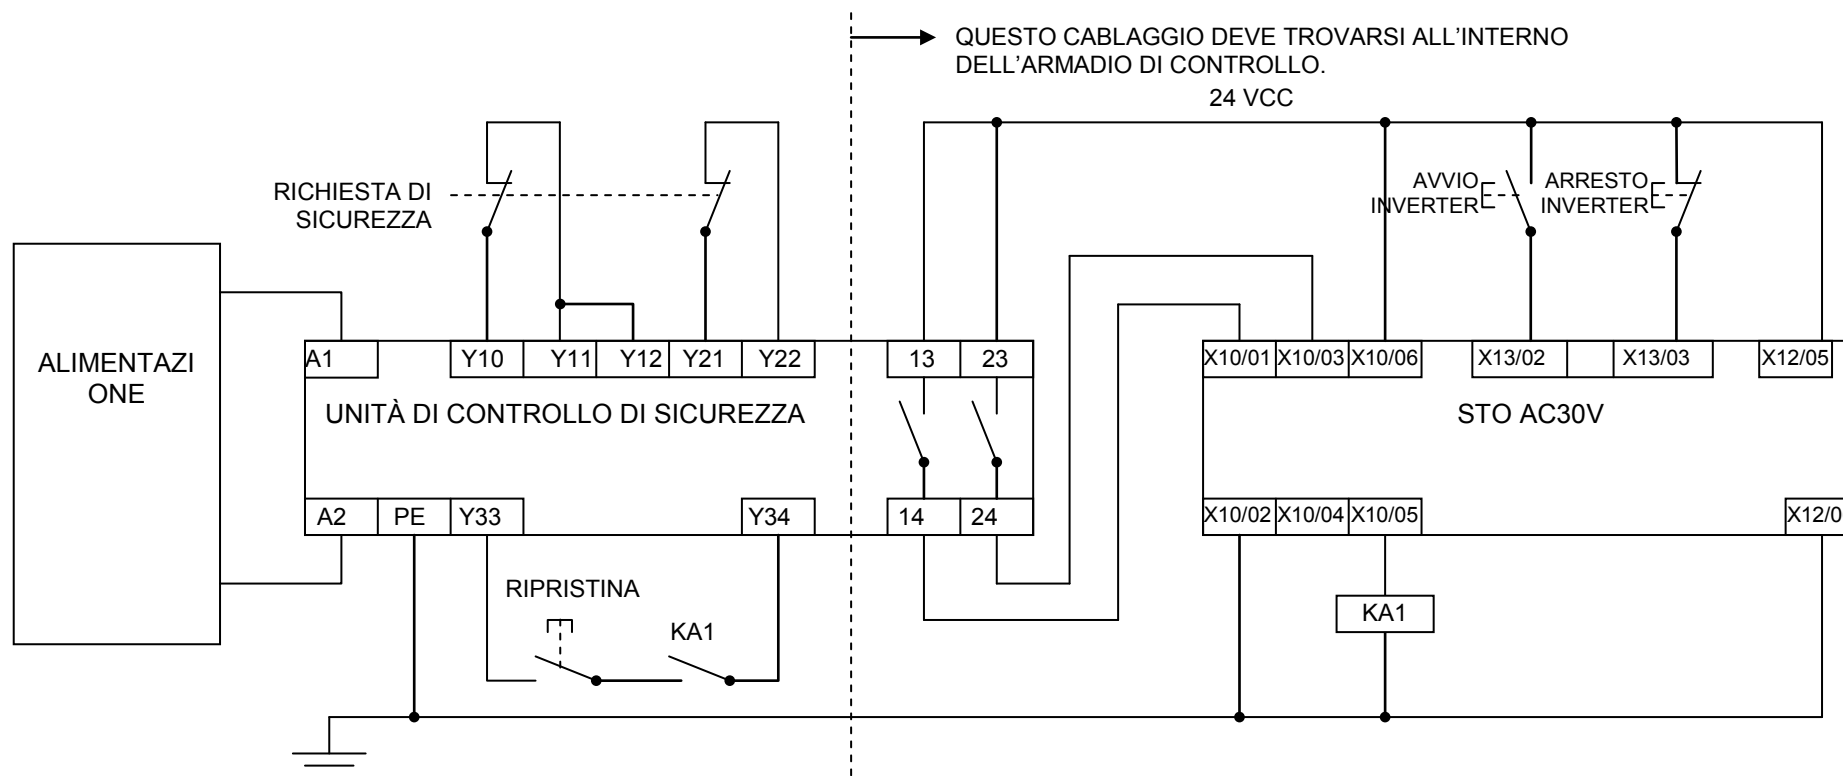 QUESTO CABLAGGIO DEVE TROVARSI ALL'INTERNO
DELL'ARMADIO DI CONTROLLO.
24 VCC
RICHIESTA DI
SICUREZZA
AVVIO
INVERTER
ARRESTO
INVERTER
ALIMENTAZI
ONE
A1 Y10 Y11 Y12 Y21 Y22 13 23
X10/01 X10/03 X10/06 X13/02 X13/03 X12/05
UNITÀ DI CONTROLLO DI SICUREZZA
STO AC30V
A2 PE Y33 Y34 14 24
X10/02 X10/04 X10/05 X12/0
RIPRISTINA
KA1
KA1